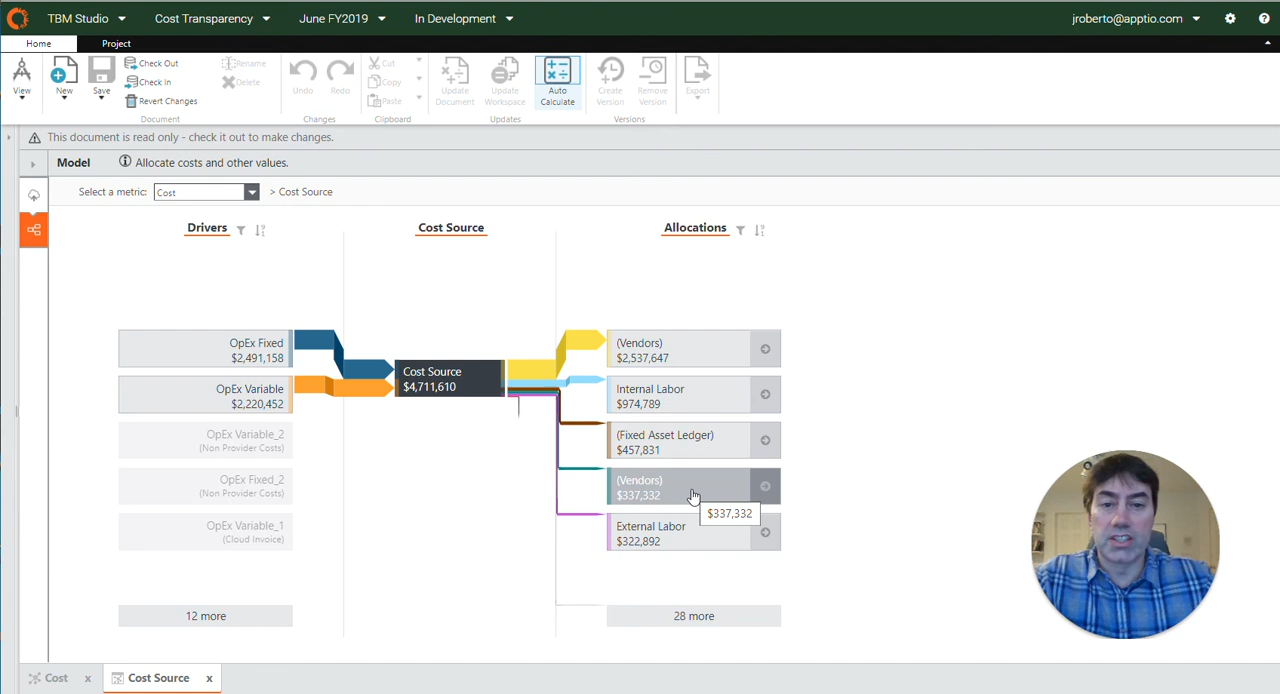 TBM Studio Cost Transparency June FY2019 In Development jroberto@apptio.com
Home Project
View New Save Check Out Check In Revert Changes Rename Delete Undo Redo Cut Copy Paste Update Document Update Workspace Auto Calculate Create Version Remove Version Export
Document Changes Clipboard Updates Versions
This document is read only - check it out to make changes.
Model Allocate costs and other values.
Select a metric: Cost > Cost Source
Drivers Cost Source Allocations
OpEx Fixed
$2,491,158
OpEx Variable
$2,220,452
OpEx Variable_2
(Non Provider Costs)
OpEx Fixed_2
(Non Provider Costs)
OpEx Variable_1
(Cloud Invoice)
12 more
Cost Source
$4,711,610
(Vendors)
$2,537,647
Internal Labor
$974,789
(Fixed Asset Ledger)
$457,831
(Vendors)
$337,332
$337,332
External Labor
$322,892
28 more
Cost x Cost Source x